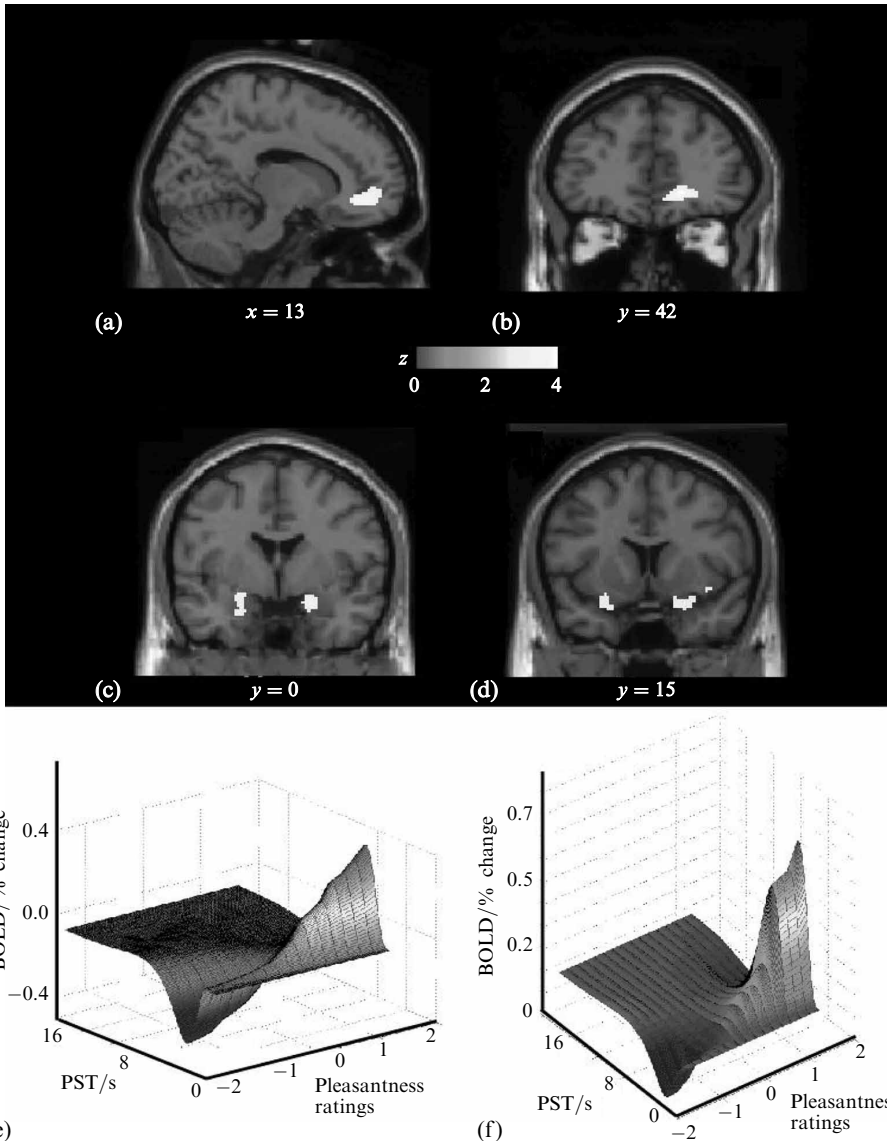 (a)
x = 13
(b)
y = 42
z
0
2
4
(c)
y = 0
(d)
y = 15
BOLD/% change
0.4
0.0
−0.4
16
8
0
−2
−1
0
1
2
PST/s
Pleasantness
ratings
e)
BOLD/% change
0.7
0.5
0.2
0
16
8
0
−2
−1
0
1
2
PST/s
(f)